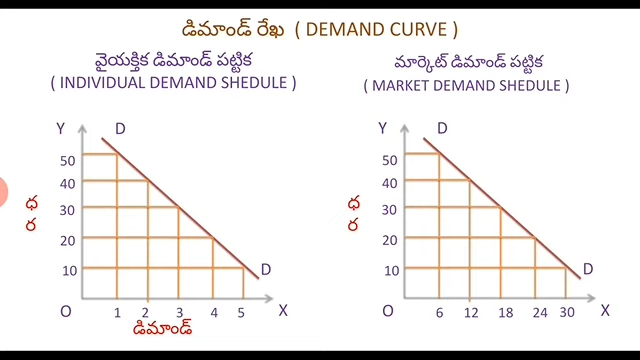 డిమాండ్ రేఖ ( DEMAND CURVE )
వైయక్తిక డిమాండ్ పట్టిక
( INDIVIDUAL DEMAND SHEDULE )
Y D
50
40
30
20
10
ధ
ర
D
O 1 2 3 4 5 X
డిమాండ్
మార్కెట్ డిమాండ్ పట్టిక
( MARKET DEMAND SHEDULE )
Y D
50
40
30
20
10
ధ
ర
D
O 6 12 18 24 30 X